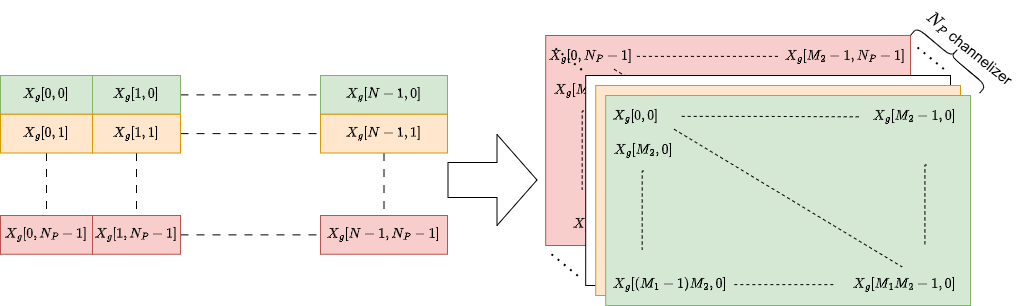 $X_g[0,0]$ $X_g[1,0]$ $X_g[N-1,0]$
$X_g[0,1]$ $X_g[1,1]$ $X_g[N-1,1]$
$X_g[0,N_P-1]$ $X_g[1,N_P-1]$ $X_g[N-1,N_P-1]$
$N_P$ channelizer
$X_g[0,N_P-1]$ $X_g[M_2-1,N_P-1]$
$X_g[M$
$X$
$X_g[0,0]$ $X_g[M_2-1,0]$
$X_g[M_2,0]$
$X_g[(M_1-1)M_2,0]$ $X_g[M_1M_2-1,0]$